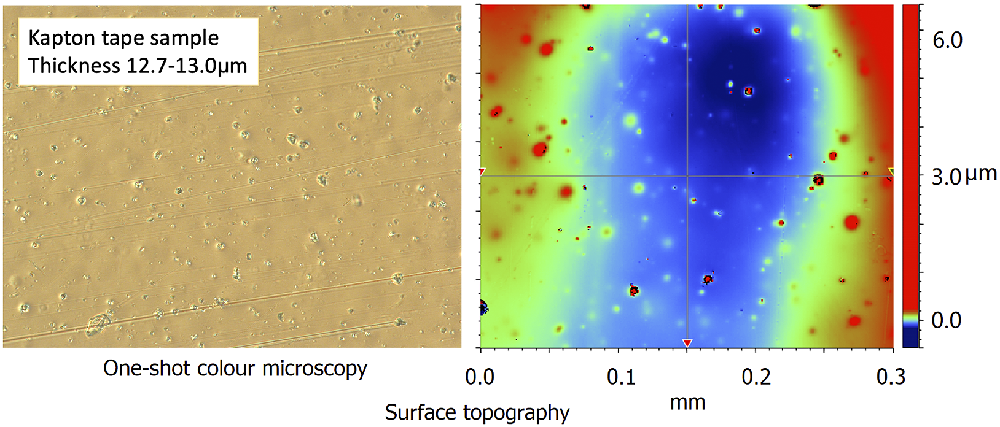 Kapton tape sample
Thickness 12.7-13.0µm
One-shot colour microscopy
6.0
3.0 µm
0.0
0.0 0.1 0.2 0.3
mm
Surface topography